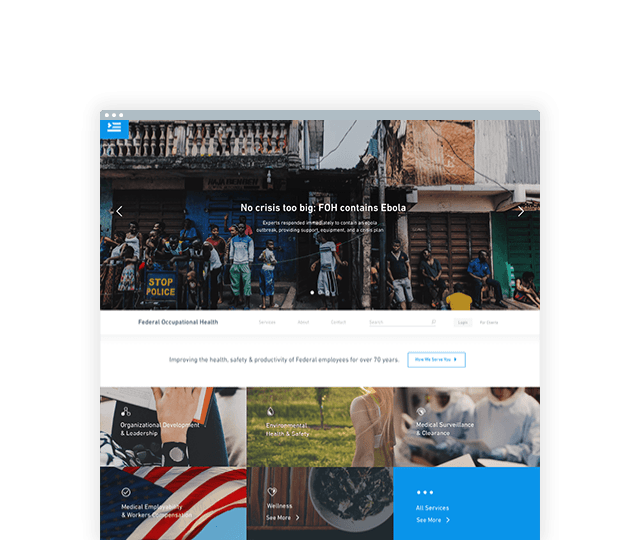 No crisis too big: FOH contains Ebola
Experts responded immediately to contain an ebola
outbreak, providing support, equipment, and a crisis plan
STOP
POLICE
Federal Occupational Health
Services
About
Contact
Search
Login
For Clients
Improving the health, safety & productivity of Federal employees for over 70 years.
How We Serve You
Organizational Development
& Leadership
Environmental
Health & Safety
Medical Surveillance
& Clearance
Medical Employability
& Workers Compensation
Wellness
See More
All Services
See More